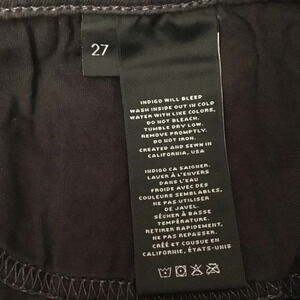 27
INDIGO WILL BLEED
WASH INSIDE OUT IN COLD
WATER WITH LIKE COLORS.
DO NOT BLEACH.
TUMBLE DRY LOW.
REMOVE PROMPTLY.
DO NOT IRON.
CREATED AND SEWN IN
CALIFORNIA, USA
INDIGO CA SAIGNER.
LAVER À L'ENVERS
DANS L'EAU
FROIDE AVEC DES
COULEURS SEMBLABLES.
NE PAS UTILISER
DE JAVEL.
SÉCHER À BASSE
TEMPÉRATURE.
RETIRER RAPIDEMENT.
NE PAS REPASSER.
CRÉÉ ET COUSUE EN
CALIFORNIE, ÉTATS-UNIS